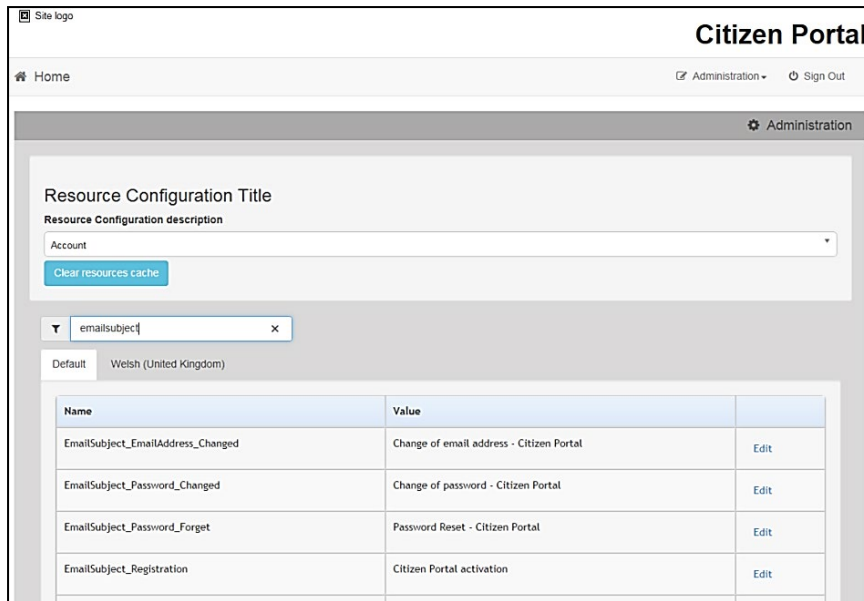 Site logo
Citizen Portal
Home
Administration
Sign Out
Administration
Resource Configuration Title
Resource Configuration description
Account
Clear resources cache
emailsubject
Default Welsh (United Kingdom)
Name Value
EmailSubject_EmailAddress_Changed Change of email address - Citizen Portal Edit
EmailSubject_Password_Changed Change of password - Citizen Portal Edit
EmailSubject_Password_Forget Password Reset - Citizen Portal Edit
EmailSubject_Registration Citizen Portal activation Edit